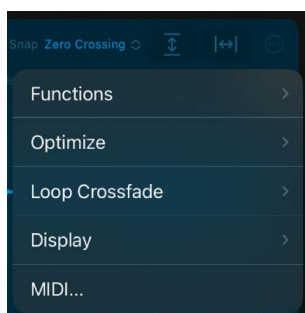 Snap Zero Crossing
Functions
Optimize
Loop Crossfade
Display
MIDI...